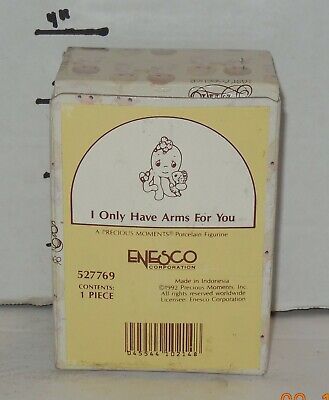 4"
I Only Have Arms For You
A PRECIOUS MOMENTS® Porcelain Figurine
ENESCO
CORPORATION
527769
CONTENTS:
1 PIECE
Made in Indonesia
©1992 Precious Moments, Inc.
All rights reserved worldwide
Licensee Enesco Corporation